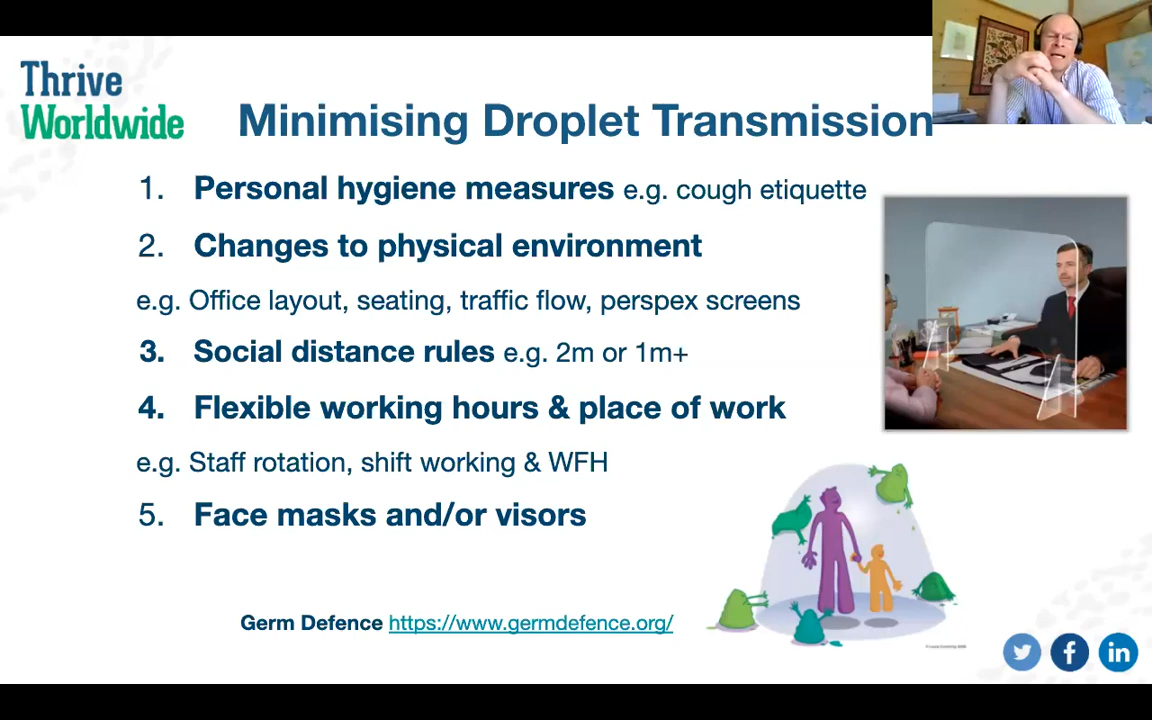 Thrive
Worldwide
Minimising Droplet Transmission
1. Personal hygiene measures e.g. cough etiquette
2. Changes to physical environment
e.g. Office layout, seating, traffic flow, perspex screens
3. Social distance rules e.g. 2m or 1m+
4. Flexible working hours & place of work
e.g. Staff rotation, shift working & WFH
5. Face masks and/or visors
Germ Defence https://www.germdefence.org/